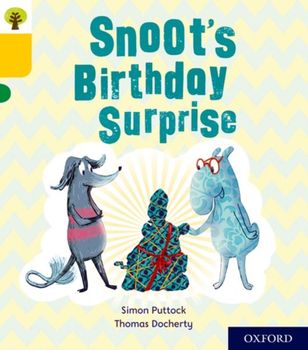 Snoot's
Birthday
Surprise
Simon Puttock
Thomas Docherty
OXFORD